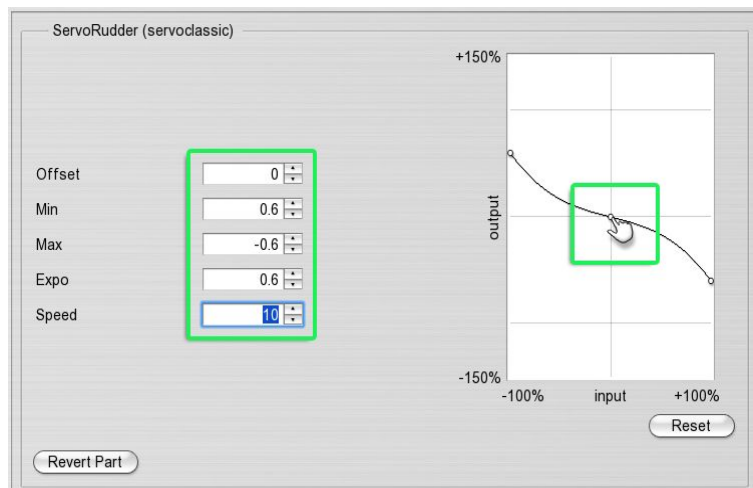 ServoRudder (servoclassic)
+150%
Offset 0
Min 0.6
Max -0.6
Expo 0.6
Speed 10
output
-150%
-100% input +100%
Reset
Revert Part